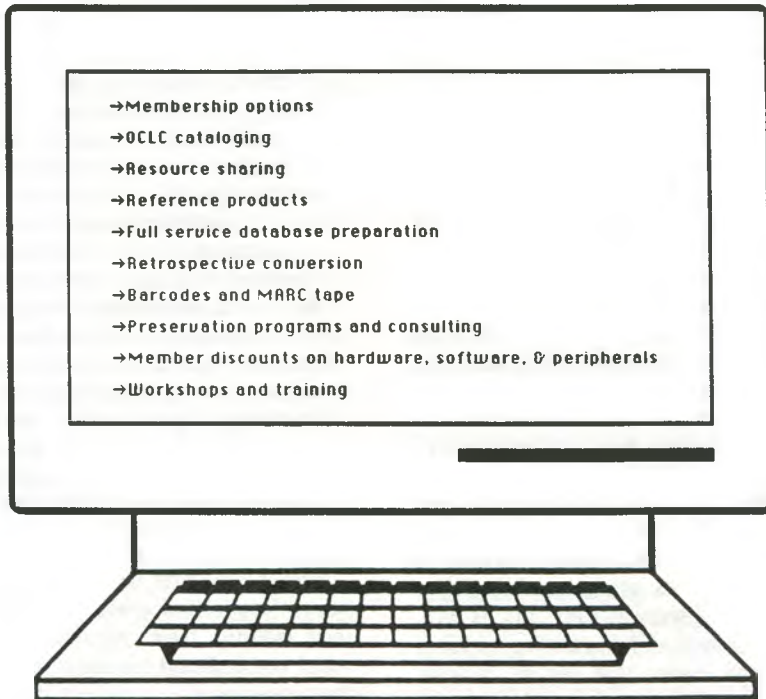 →Membership options
→OCLC cataloging
→Resource sharing
→Reference products
→Full service database preparation
→Retrospective conversion
→Barcodes and MARC tape
→Preservation programs and consulting
→Member discounts on hardware, software, & peripherals
→Workshops and training